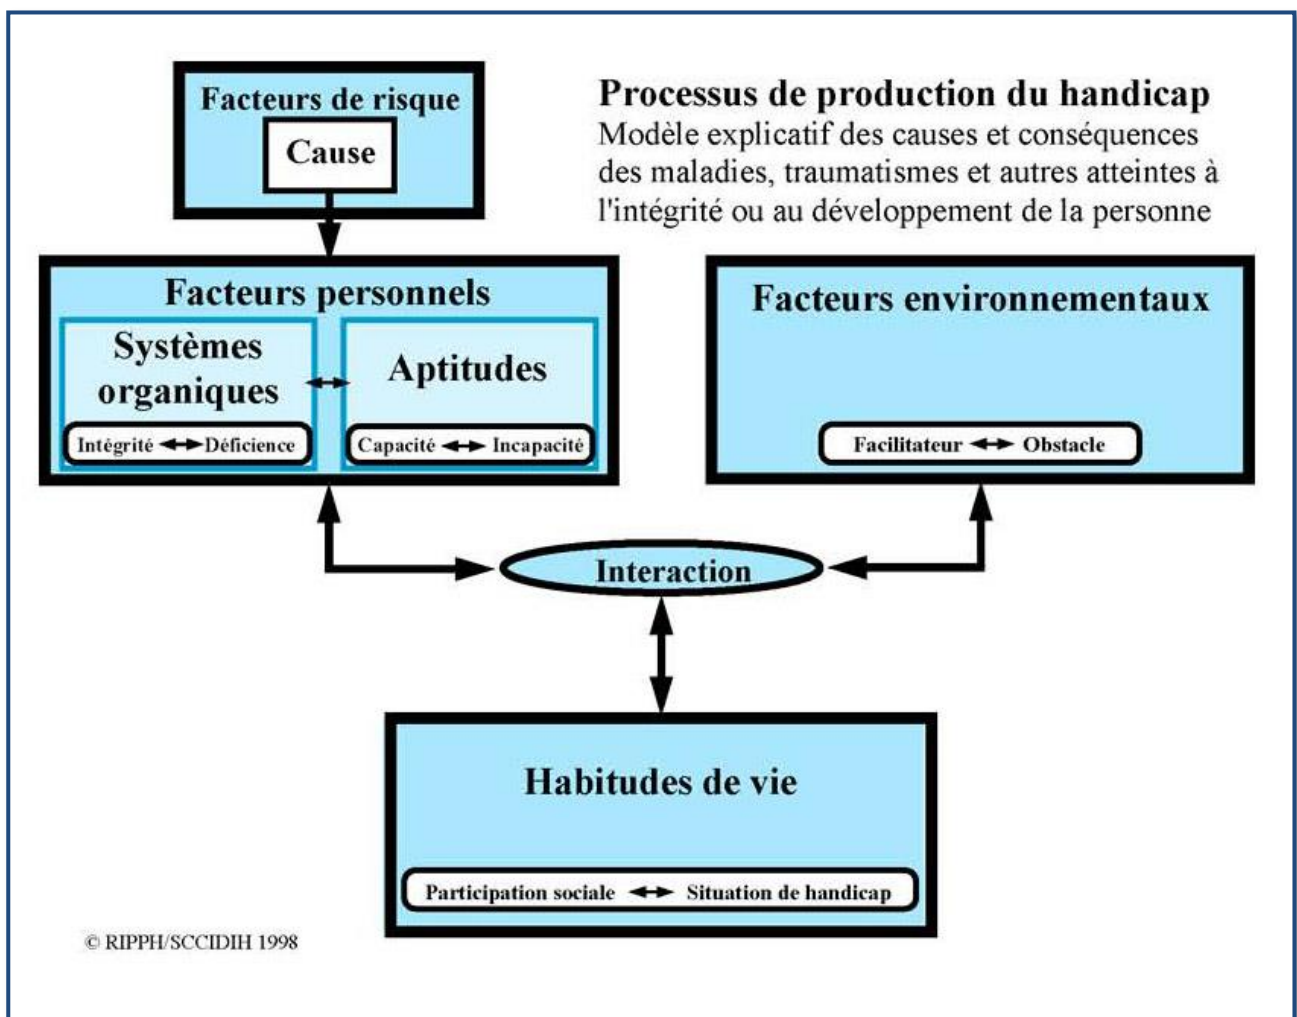 Facteurs de risque
Cause
Processus de production du handicap
Modèle explicatif des causes et conséquences
des maladies, traumatismes et autres atteintes à
l'intégrité ou au développement de la personne
Facteurs personnels
Systèmes
organiques
Intégrité Déficience
Aptitudes
Capacité Incapacité
Facteurs environnementaux
Facilitateur Obstacle
Interaction
Habitudes de vie
Participation sociale Situation de handicap
© RIPPH/SCCIDIH 1998